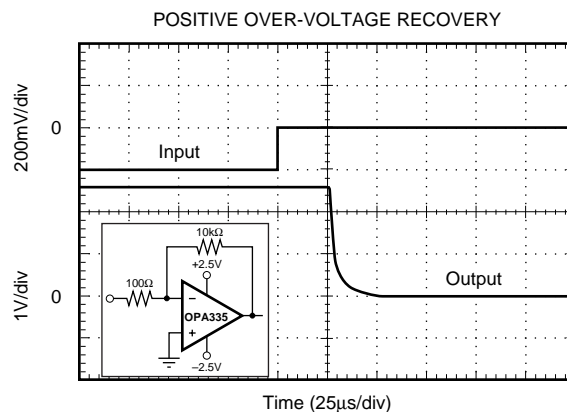 POSITIVE OVER-VOLTAGE RECOVERY
200mV/div
0
Input
10kΩ
+2.5V
100Ω
−
OPA335
+
−2.5V
Output
1V/div
0
Time (25µs/div)